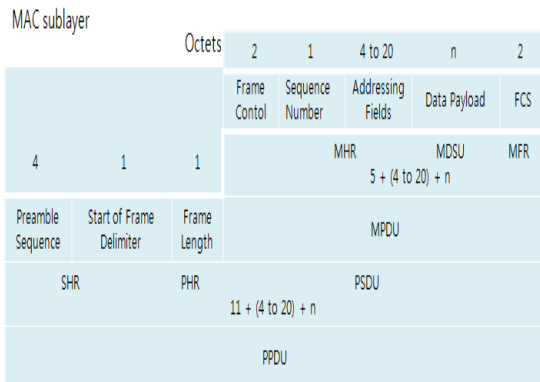 MAC sublayer
Octets 2 1 4 to 20 n 2
Frame Contol Sequence Number Addressing Fields Data Payload FCS
MHR MDSU MFR
4 1 1 5 + (4 to 20) + n
Preamble Sequence Start of Frame Delimiter Frame Length MPDU
SHR PHR PSDU
11 + (4 to 20) + n
PPDU